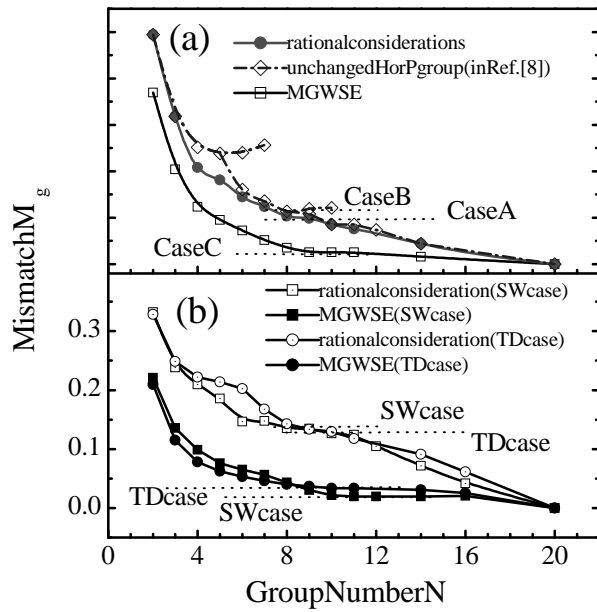 (a)
rationalconsiderations
unchangedHorPgroup(inRef.[8])
MGWSE
CaseB
CaseA
CaseC
MismatchM_g
(b)
rationalconsideration(SWcase)
MGWSE(SWcase)
rationalconsideration(TDcase)
MGWSE(TDcase)
0.3
0.2
0.1
0.0
SWcase
TDcase
TDcase
SWcase
0 4 8 12 16 20
GroupNumberN